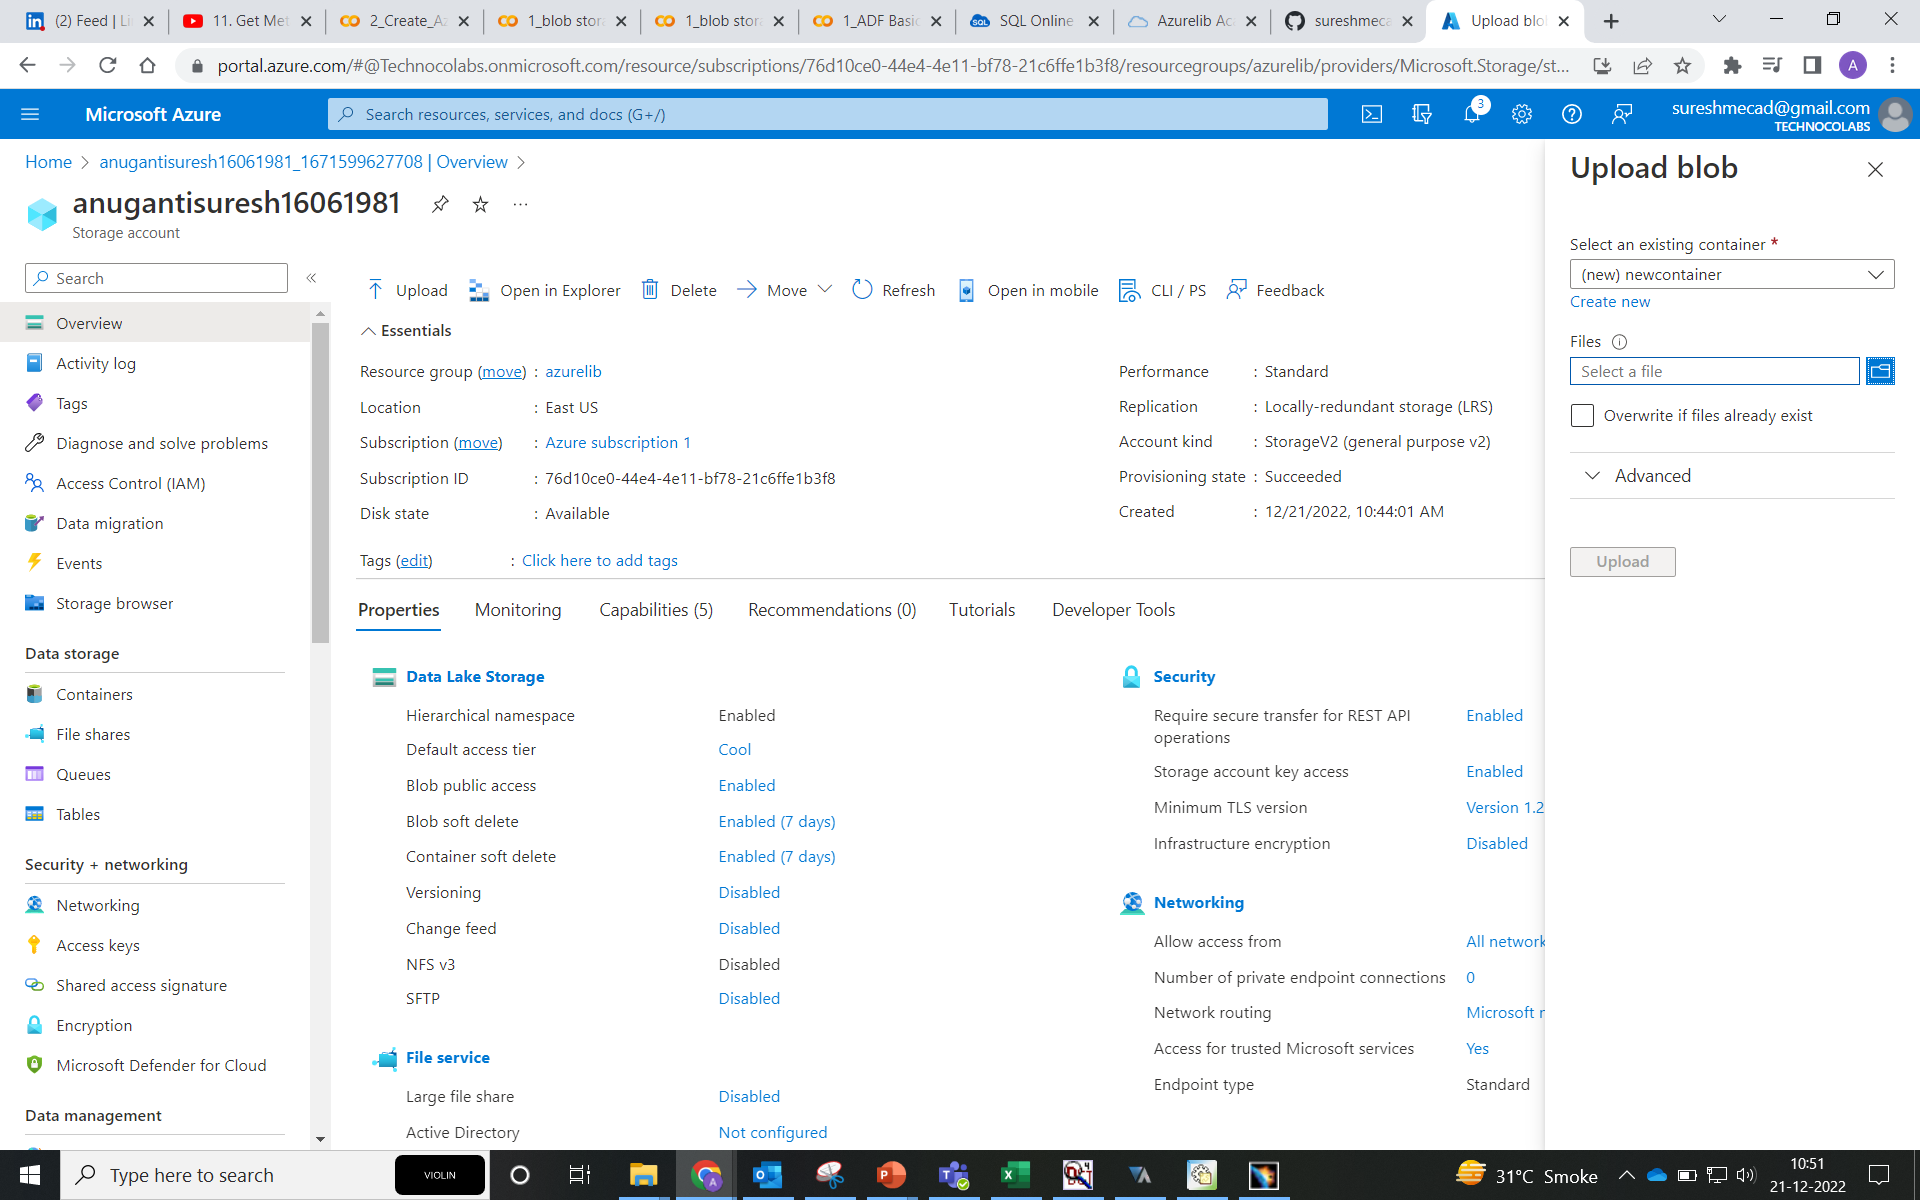 (2) Feed | Li
11. Get Met
2_Create_Az
1_blob stora
1_blob stora
1_ADF Basic
SQL
SQL Online
Azurelib Aca
sureshmeca
Upload blo
portal.azure.com/#@Technocolabs.onmicrosoft.com/resource/subscriptions/76d10ce0-44e4-4e11-bf78-21c6ffe1b3f8/resourcegroups/azurelib/providers/Microsoft.Storage/st...
A
Microsoft Azure
Search resources, services, and docs (G+/)
3
sureshmecad@gmail.com
TECHNOCOLABS
Home > anugantisuresh16061981_1671599627708 | Overview >
anugantisuresh16061981
Storage account
Search
Overview
Activity log
Tags
Diagnose and solve problems
Access Control (IAM)
Data migration
Events
Storage browser
Data storage
Containers
File shares
Queues
Tables
Security + networking
Networking
Access keys
Shared access signature
Encryption
Microsoft Defender for Cloud
Data management
Upload
Open in Explorer
Delete
Move
Refresh
Open in mobile
CLI / PS
Feedback
Essentials
Resource group (move) : azurelib
Location : East US
Subscription (move) : Azure subscription 1
Subscription ID : 76d10ce0-44e4-4e11-bf78-21c6ffe1b3f8
Disk state : Available
Performance : Standard
Replication : Locally-redundant storage (LRS)
Account kind : StorageV2 (general purpose v2)
Provisioning state : Succeeded
Created : 12/21/2022, 10:44:01 AM
Tags (edit) : Click here to add tags
Properties
Monitoring
Capabilities (5)
Recommendations (0)
Tutorials
Developer Tools
Data Lake Storage
Hierarchical namespace Enabled
Default access tier Cool
Blob public access Enabled
Blob soft delete Enabled (7 days)
Container soft delete Enabled (7 days)
Versioning Disabled
Change feed Disabled
NFS v3 Disabled
SFTP Disabled
File service
Large file share Disabled
Active Directory Not configured
Security
Require secure transfer for REST API Enabled
operations
Storage account key access Enabled
Minimum TLS version Version 1.2
Infrastructure encryption Disabled
Networking
Allow access from All network
Number of private endpoint connections 0
Network routing Microsoft r
Access for trusted Microsoft services Yes
Endpoint type Standard
Upload blob
Select an existing container *
(new) newcontainer
Create new
Files
Select a file
Overwrite if files already exist
Advanced
Upload
Type here to search
VIOLIN
31°C Smoke
10:51
21-12-2022